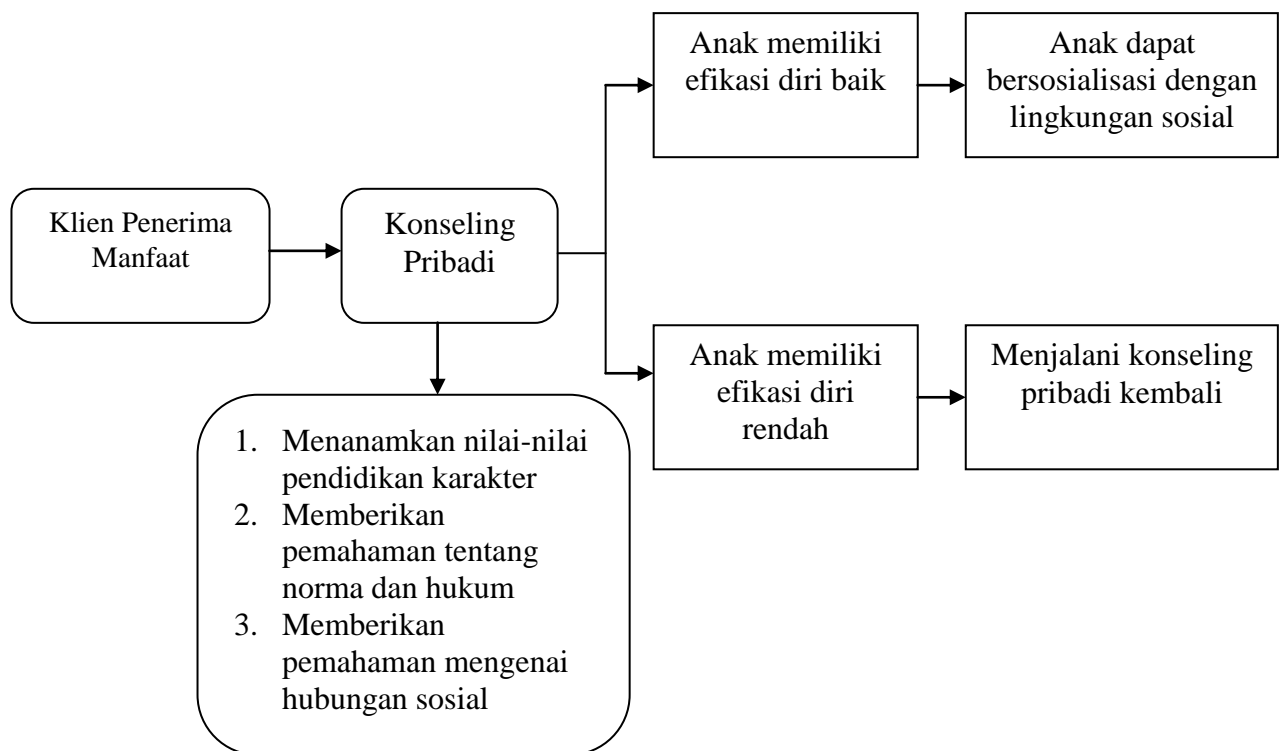 Klien Penerima
Manfaat
Konseling
Pribadi
Anak memiliki
efikasi diri baik
Anak dapat
bersosialisasi dengan
lingkungan sosial
Anak memiliki
efikasi diri
rendah
Menjalani konseling
pribadi kembali
1. Menanamkan nilai-nilai
pendidikan karakter
2. Memberikan
pemahaman tentang
norma dan hukum
3. Memberikan
pemahaman mengenai
hubungan sosial